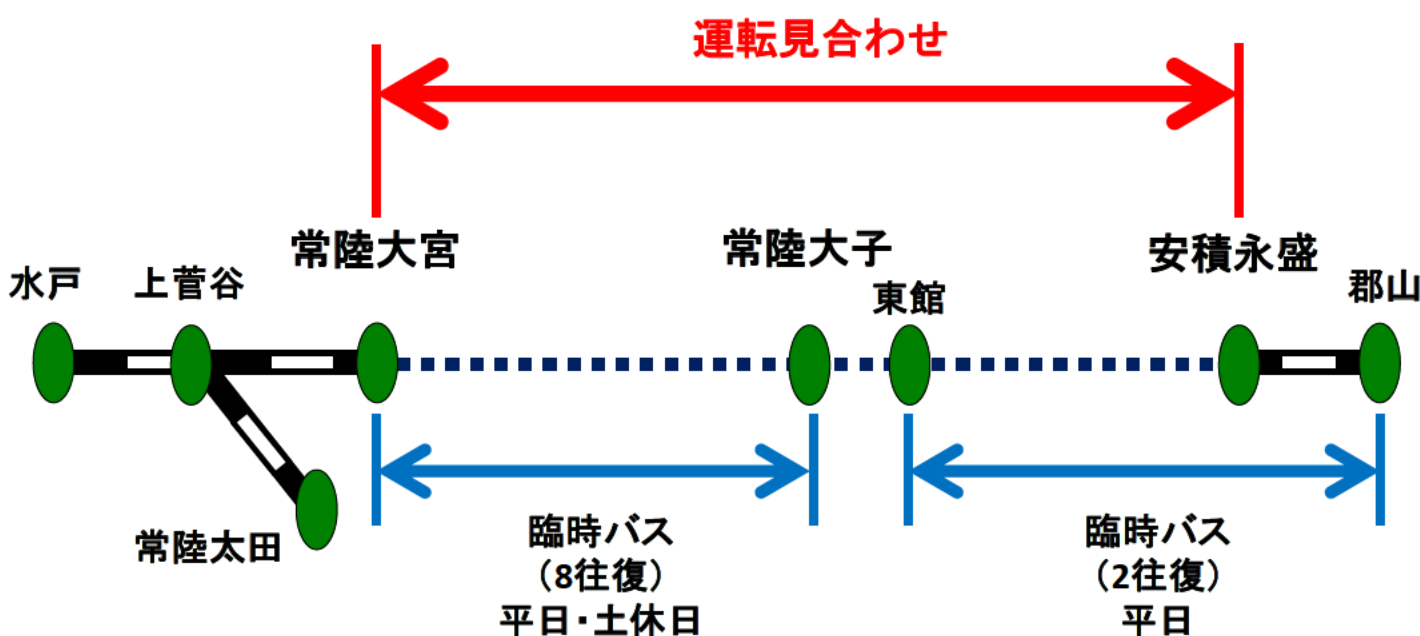 運転見合わせ
常陸大宮
常陸大子
安積永盛
水戸
上菅谷
東館
郡山
常陸太田
臨時バス
（8往復）
平日・土休日
臨時バス
（2往復）
平日